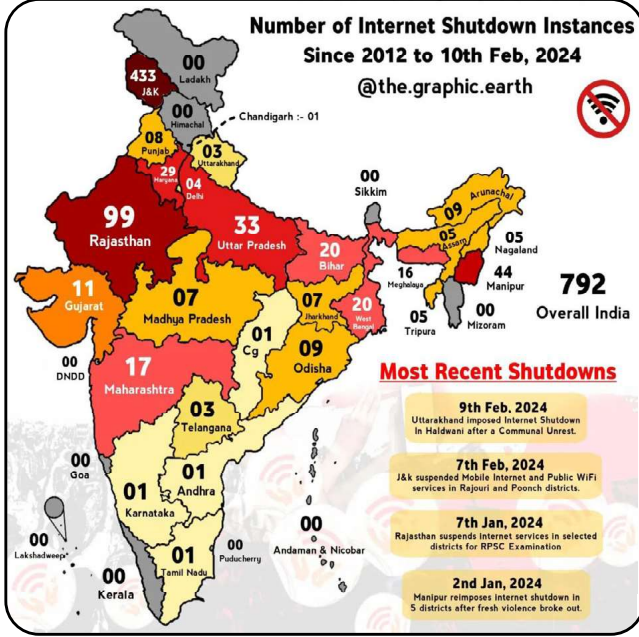 Number of Internet Shutdown Instances
Since 2012 to 10th Feb, 2024
@the.graphic.earth
00
Ladakh
433
J&K
00
Himachal
Chandigarh :- 01
08
Punjab
03
Uttarakhand
29
Haryana
04
Delhi
00
Sikkim
09
Arunachal
99
Rajasthan
33
Uttar Pradesh
20
Bihar
05
Assam
05
Nagaland
16
Meghalaya
44
Manipur
05
Tripura
00
Mizoram
792
Overall India
11
Gujarat
07
Madhya Pradesh
07
Jharkhand
20
West
Bengal
01
Cg
09
Odisha
00
DNDD
17
Maharashtra
03
Telangana
00
Goa
01
Karnataka
01
Andhra
00
Lakshadweep
00
Kerala
01
Tamil Nadu
00
Puducherry
00
Andaman & Nicobar
Most Recent Shutdowns
9th Feb, 2024
Uttarakhand imposed Internet Shutdown
In Haldwani after a Communal Unrest.
7th Feb, 2024
J&K suspended Mobile Internet and Public WiFi
services in Rajouri and Poonch districts.
7th Jan, 2024
Rajasthan suspends internet services in selected
districts for RPSC Examination
2nd Jan, 2024
Manipur reimposes internet shutdown in
5 districts after fresh violence broke out.